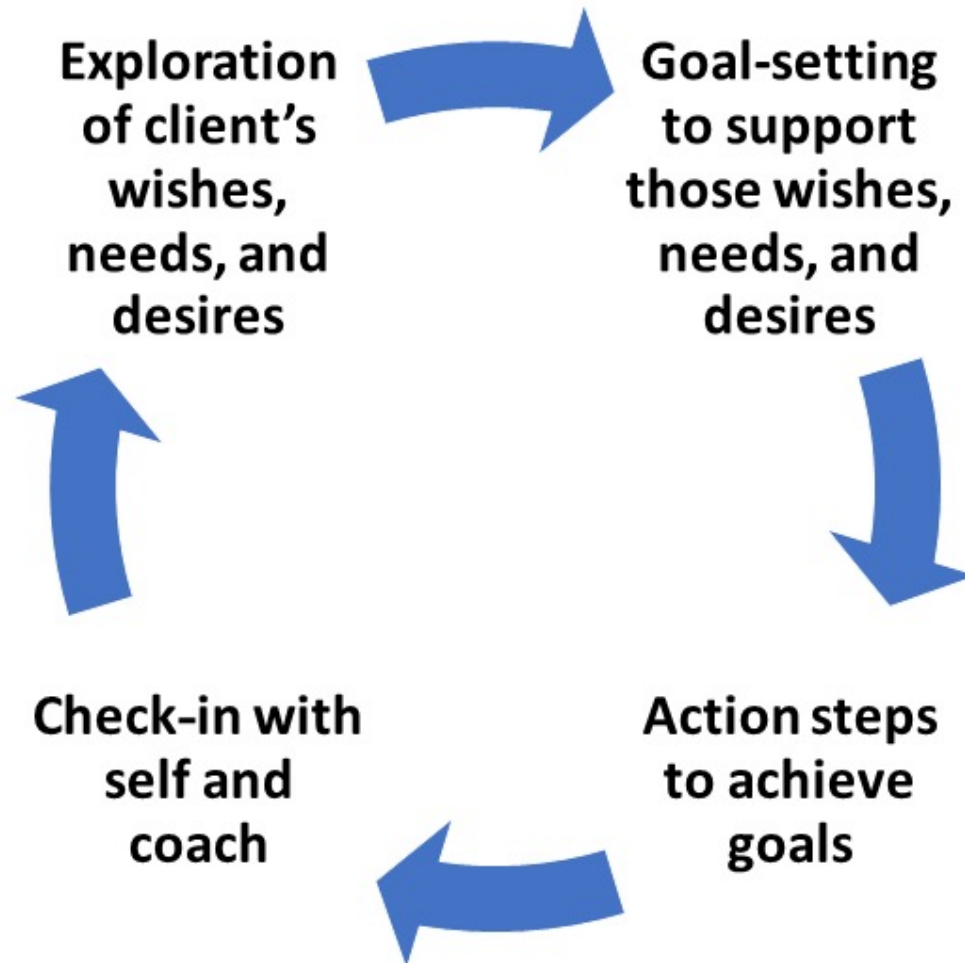 Exploration
of client’s
wishes,
needs, and
desires
Goal-setting
to support
those wishes,
needs, and
desires
Action steps
to achieve
goals
Check-in with
self and
coach